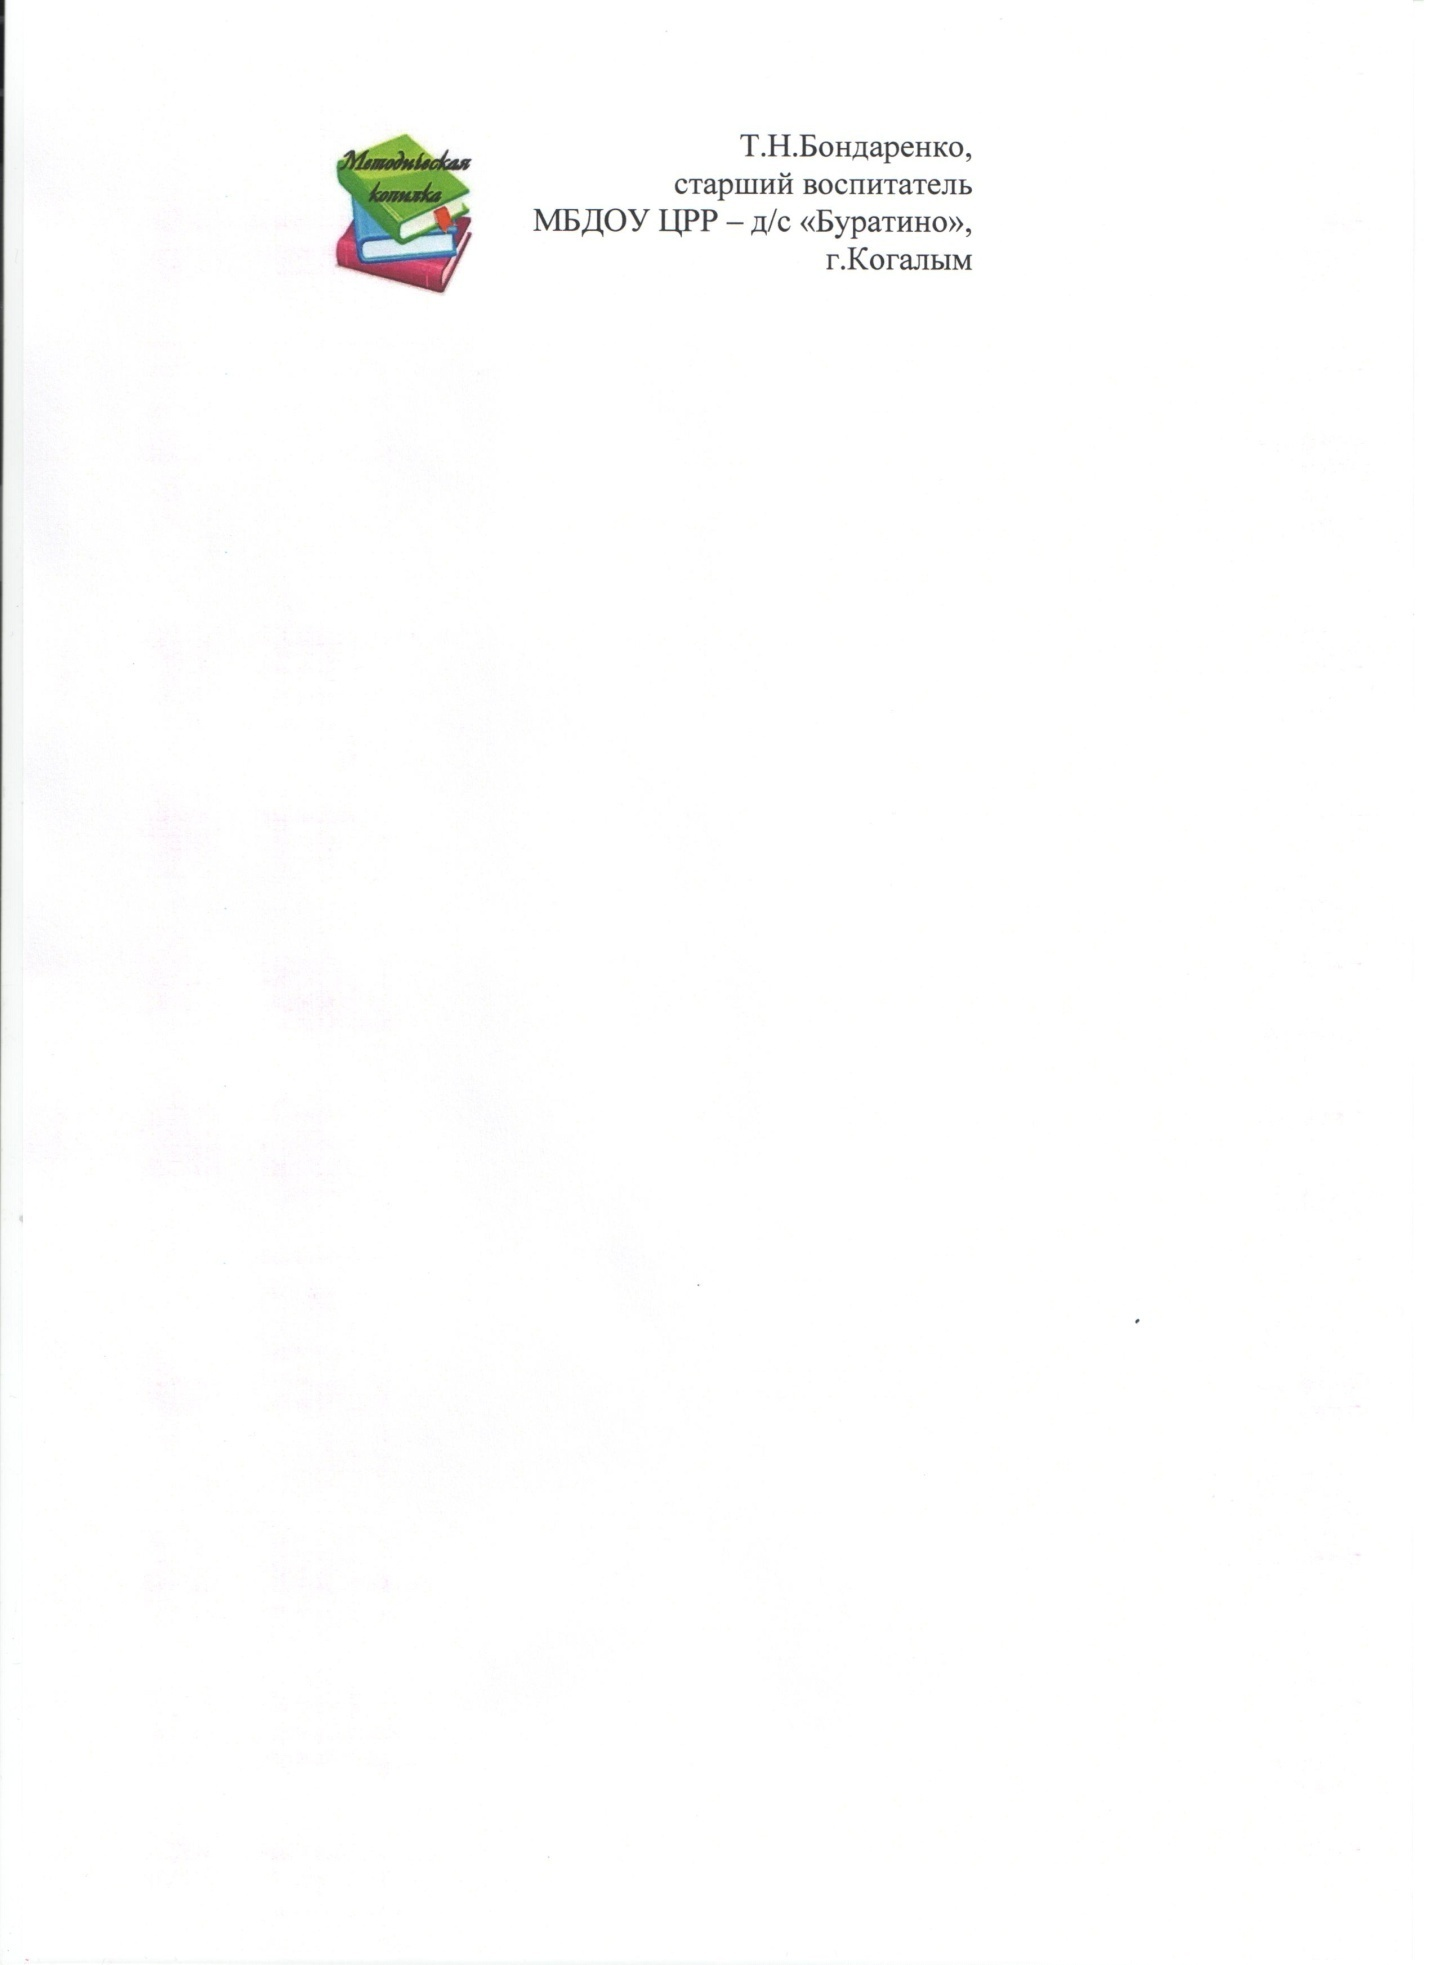 Методическая
копилка
Т.Н.Бондаренко,
старший воспитатель
МБДОУ ЦРР – д/с «Буратино»,
г.Когалым